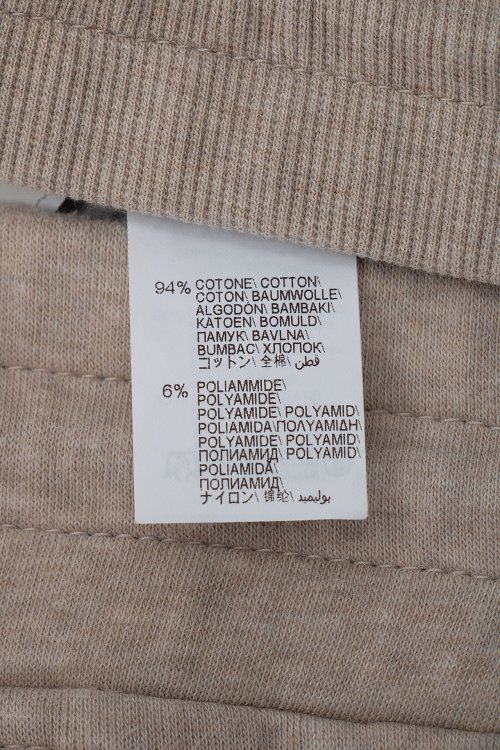 94% COTONE\ COTTON\
COTON\ BAUMWOLLE\
ALGODÓN\ BAMBAKI\
KATOEN\ BOMULD\
ПАМУК\ BAVLNA\
BUMBAC\ ХЛОПОК\
コットン\ 全棉\ قطن\
6% POLIAMMIDE\
POLYAMIDE\
POLYAMIDE\ POLYAMID\
POLIAMIDA\ΠΟΛΥΑΜΙΔΗ\
POLYAMIDE\ POLYAMID\
ПОЛИАМИД\ POLYAMID\
POLIAMIDA\
ПОЛИАМИД\
ナイロン\ 锦纶\ بوليميد\